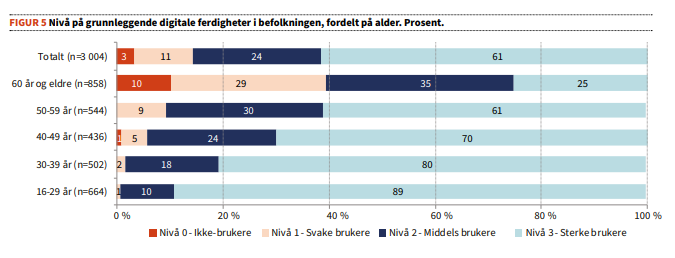 FIGUR 5 Nivå på grunnleggende digitale ferdigheter i befolkningen, fordelt på alder. Prosent.
Totalt (n=3 004) 3 11 24 61
60 år og eldre (n=858) 10 29 35 25
50-59 år (n=544) 9 30 61
40-49 år (n=436) 1 5 24 70
30-39 år (n=502) 2 18 80
16-29 år (n=664) 1 10 89
0 % 20 % 40 % 60 % 80 % 100 %
Nivå 0 - Ikke-brukere Nivå 1 - Svake brukere Nivå 2 - Middels brukere Nivå 3 - Sterke brukere